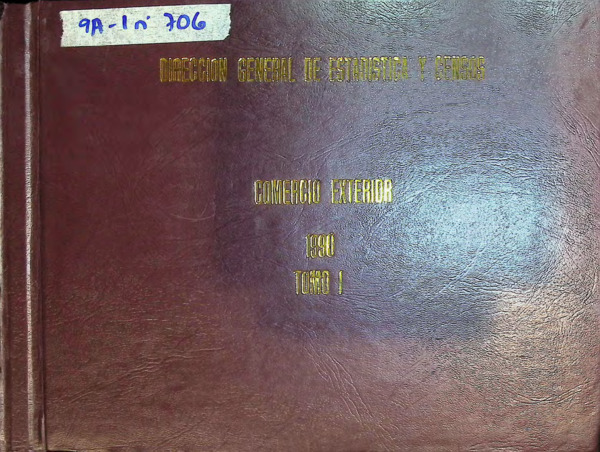 9A-1 n° 706
DIRECCION GENERAL DE ESTADISTICA Y CENSOS
COMERCIO EXTERIOR
1990
TOMO I